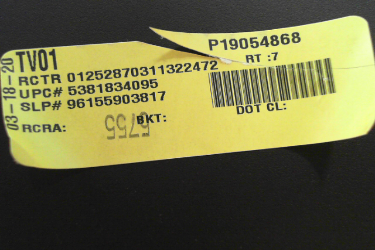 03-18-20
TV01
P19054868
RCTR 01252870311322472
RT :7
UPC# 5381834095
SLP# 96155903817
DOT CL:
RCRA:
BKT:
5755